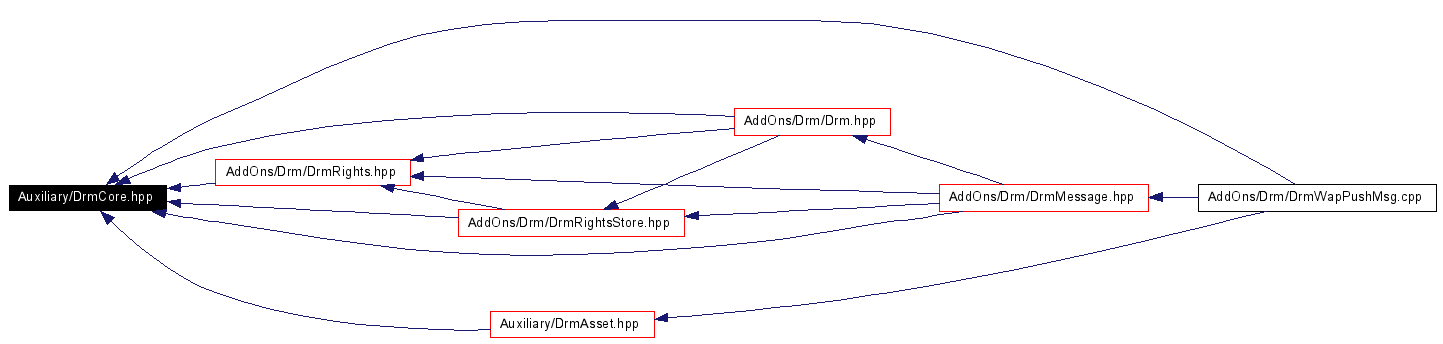 AddOns/Drm/Drm.hpp
AddOns/Drm/DrmRights.hpp
Auxiliary/DrmCore.hpp
AddOns/Drm/DrmMessage.hpp
AddOns/Drm/DrmWapPushMsg.cpp
AddOns/Drm/DrmRightsStore.hpp
Auxiliary/DrmAsset.hpp